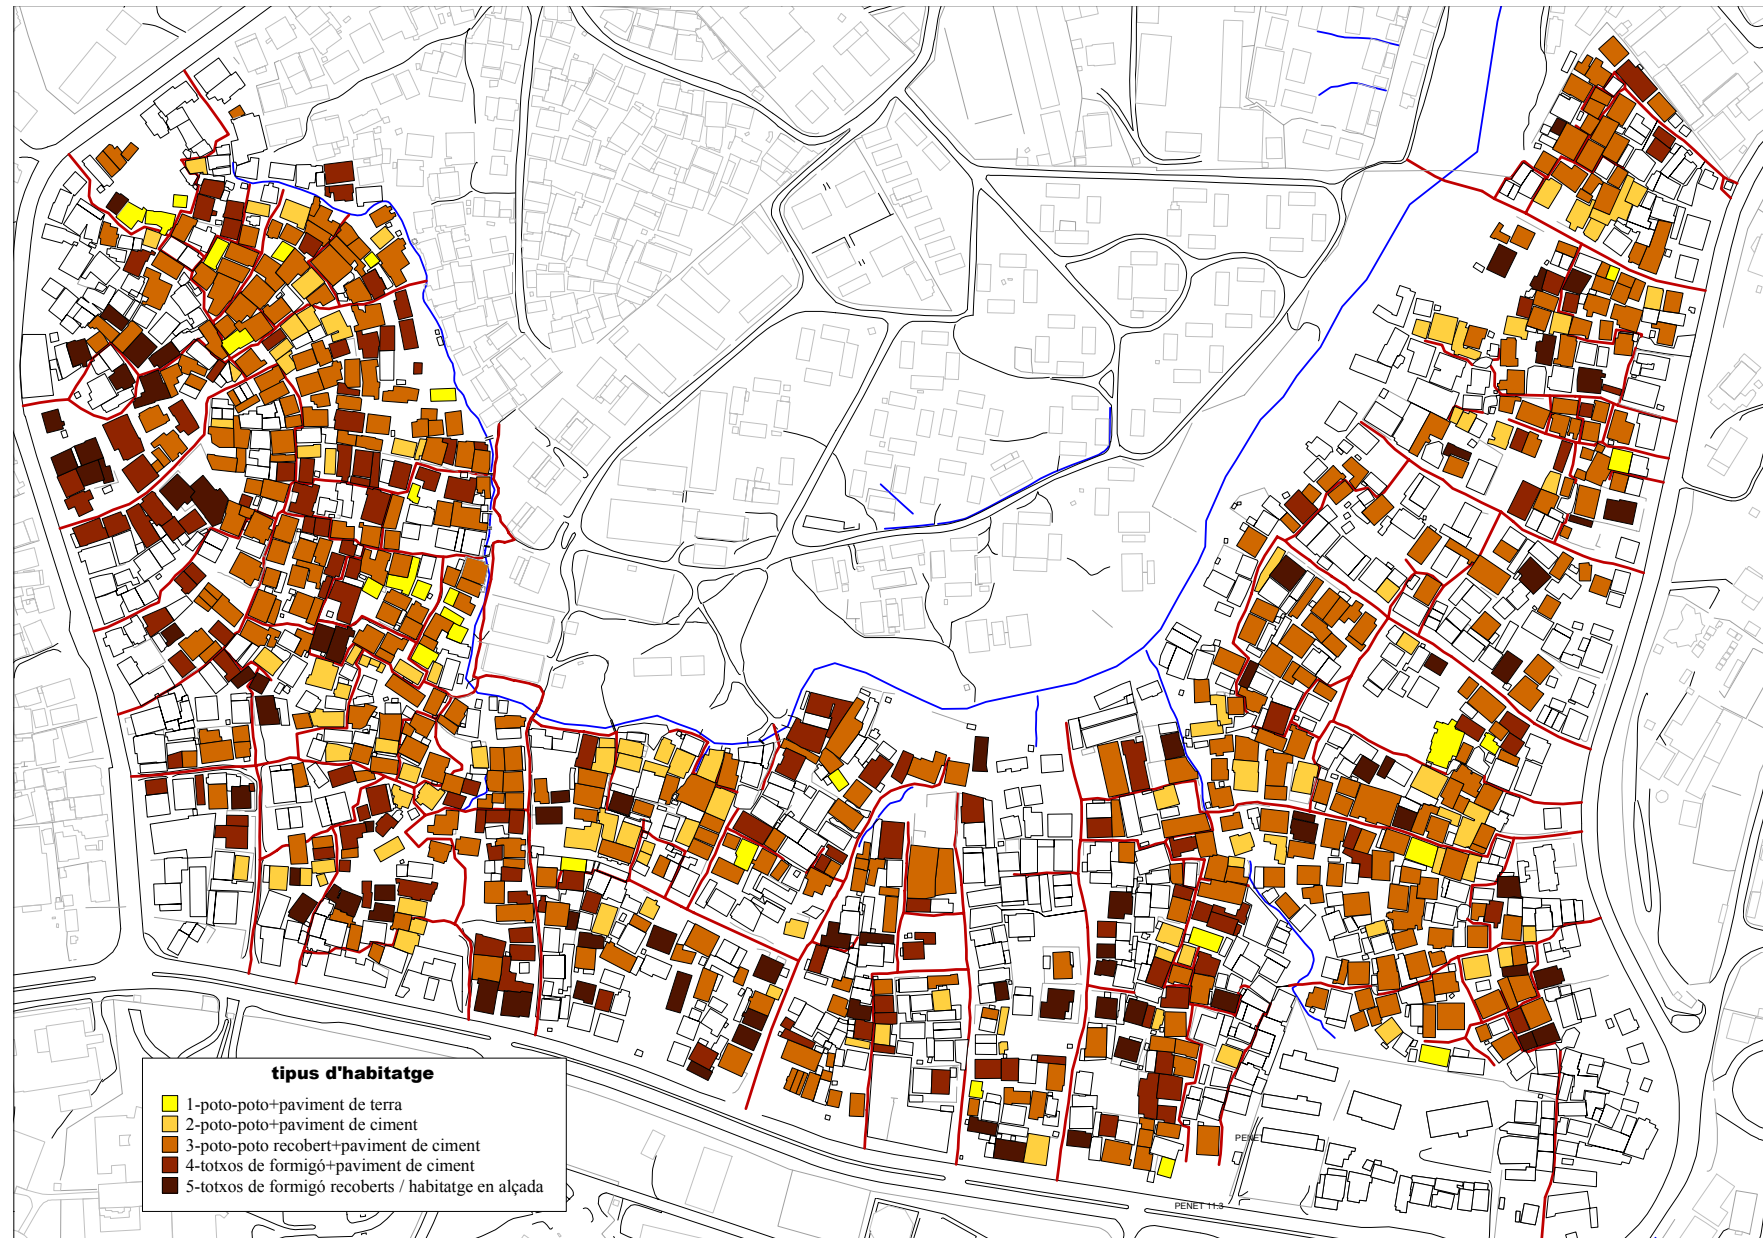 tipus d'habitatge
1-poto-poto+paviment de terra
2-poto-poto+paviment de ciment
3-poto-poto recobert+paviment de ciment
4-totxos de formigó+paviment de ciment
5-totxos de formigó recoberts / habitatge en alçada
PENET
PENET 11.3